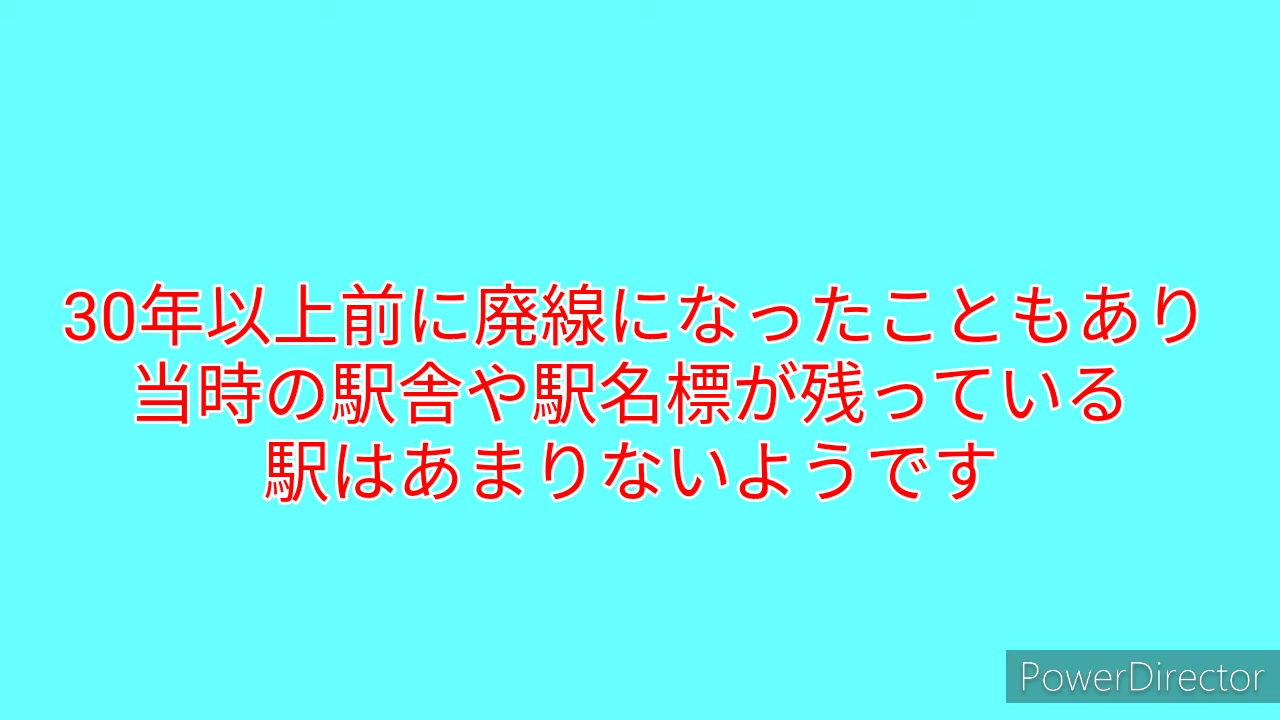 30年以上前に廃線になったこともあり
当時の駅舎や駅名標が残っている
駅はあまりないようです
PowerDirector